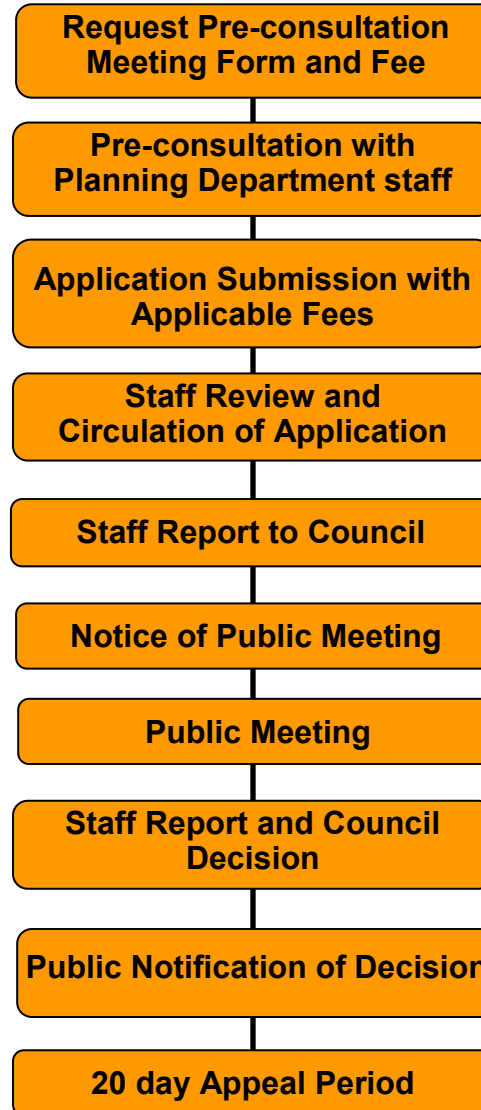 Request Pre-consultation
Meeting Form and Fee
Pre-consultation with
Planning Department staff
Application Submission with
Applicable Fees
Staff Review and
Circulation of Application
Staff Report to Council
Notice of Public Meeting
Public Meeting
Staff Report and Council
Decision
Public Notification of Decision
20 day Appeal Period